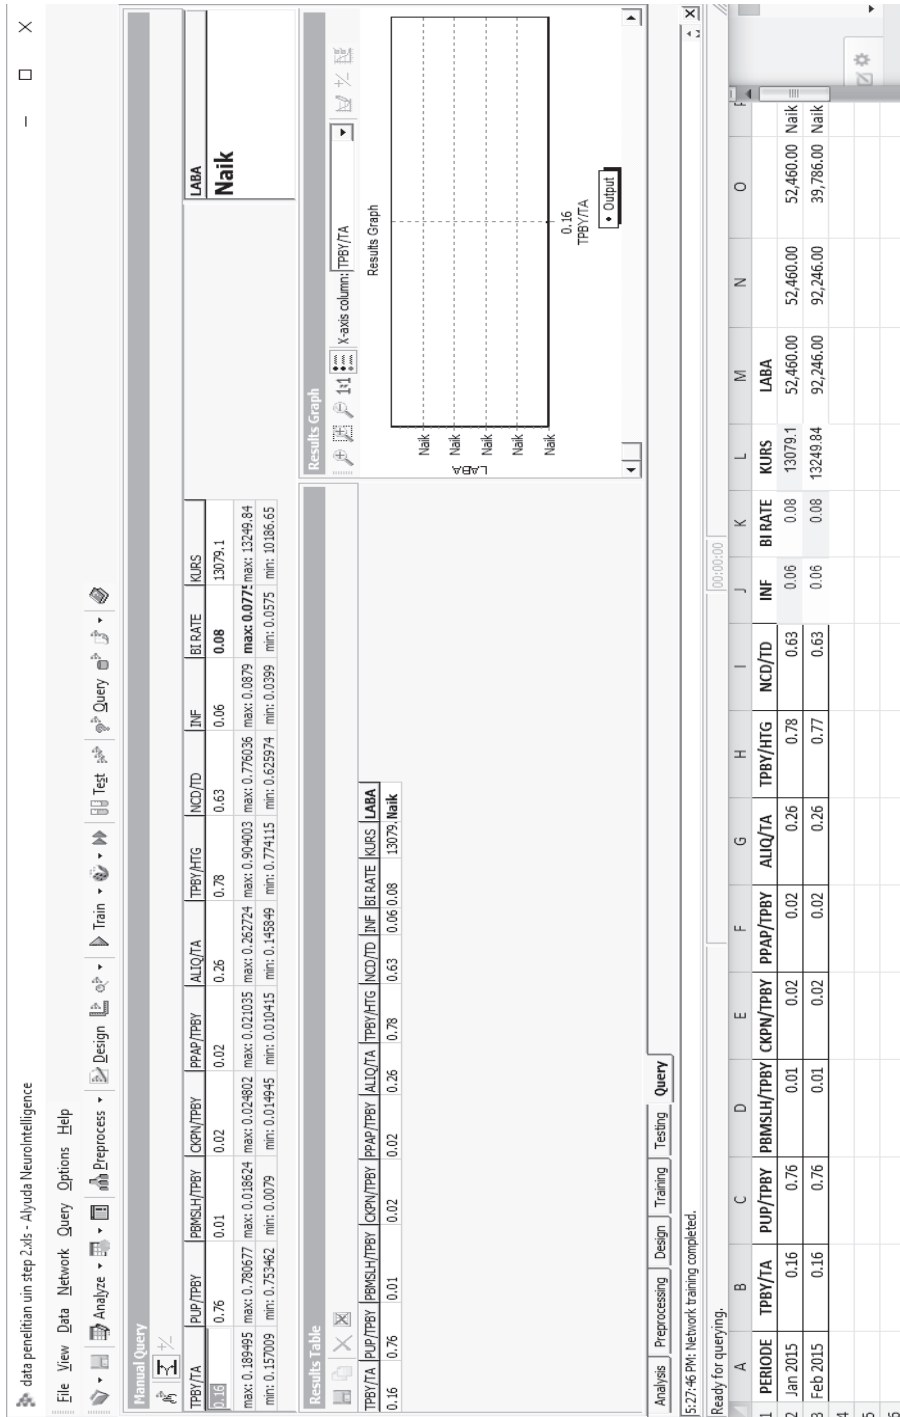 data penelitian uin step 2.xls - Alyuda NeuroIntelligence
File View Data Network Query Options Help
Analyze Preprocess Design Train Test Query
Manual Query
TPBY/TA PUP/TPBY PBMSLH/TPBY CKPN/TPBY PPAP/TPBY ALIQ/TA TPBY/HTG NCD/TD INF BI RATE KURS LABA
0.16 0.76 0.01 0.02 0.02 0.26 0.78 0.63 0.06 0.08 13079.1 Naik
max: 0.189495 max: 0.780677 max: 0.018624 max: 0.024802 max: 0.021035 max: 0.262724 max: 0.904003 max: 0.776036 max: 0.0879 max: 0.0775 max: 13249.84
min: 0.157009 min: 0.753462 min: 0.0079 min: 0.014945 min: 0.010415 min: 0.145849 min: 0.774115 min: 0.625974 min: 0.0399 min: 0.0575 min: 10186.65
Results Table
TPBY/TA PUP/TPBY PBMSLH/TPBY CKPN/TPBY PPAP/TPBY ALIQ/TA TPBY/HTG NCD/TD INF BI RATE KURS LABA
0.16 0.76 0.01 0.02 0.02 0.26 0.78 0.63 0.06 0.08 13079. Naik
Results Graph
1:1 X-axis column: TPBY/TA
Results Graph
LABA
Naik
Naik
Naik
Naik
Naik
0.16
TPBY/TA
Output
Analysis Preprocessing Design Training Testing Query
5:27:46 PM: Network training completed.
Ready for querying. 00:00:00
A B C D E F G H I J K L M N O
1 PERIODE TPBY/TA PUP/TPBY PBMSLH/TPBY CKPN/TPBY PPAP/TPBY ALIQ/TA TPBY/HTG NCD/TD INF BI RATE KURS LABA
2 Jan 2015 0.16 0.76 0.01 0.02 0.02 0.26 0.78 0.63 0.06 0.08 13079.1 52,460.00 52,460.00 52,460.00 Naik
3 Feb 2015 0.16 0.76 0.01 0.02 0.02 0.26 0.77 0.63 0.06 0.08 13249.84 92,246.00 92,246.00 39,786.00 Naik
4
5
6